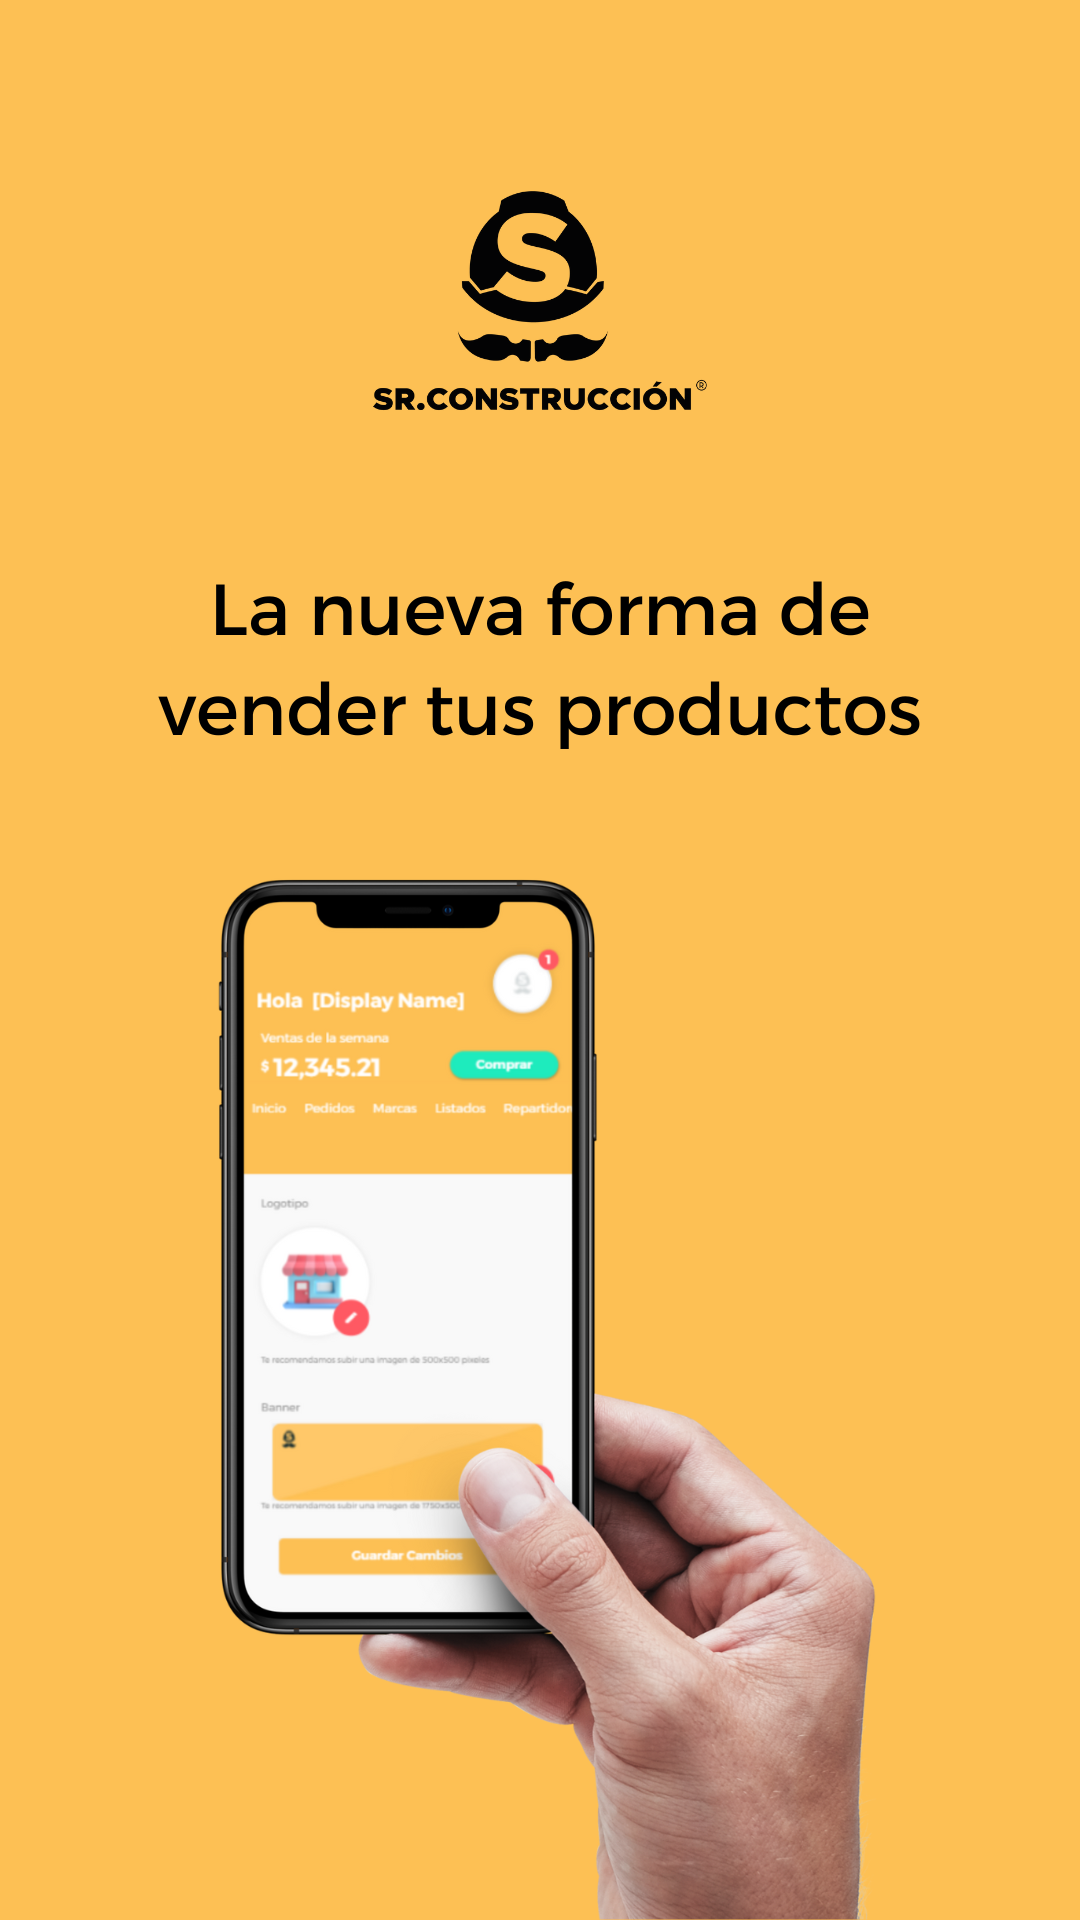 S
SR.CONSTRUCCIÓN®
La nueva forma de
vender tus productos
1
Hola [Display Name]
Ventas de la semana
$ 12,345.21
Comprar
Inicio Pedidos Marcas Listados Repartidor
Logotipo
Te recomendamos subir una imagen de 500x500 pixeles
Banner
Te recomendamos subir una imagen de 1750x500
Guardar Cambios